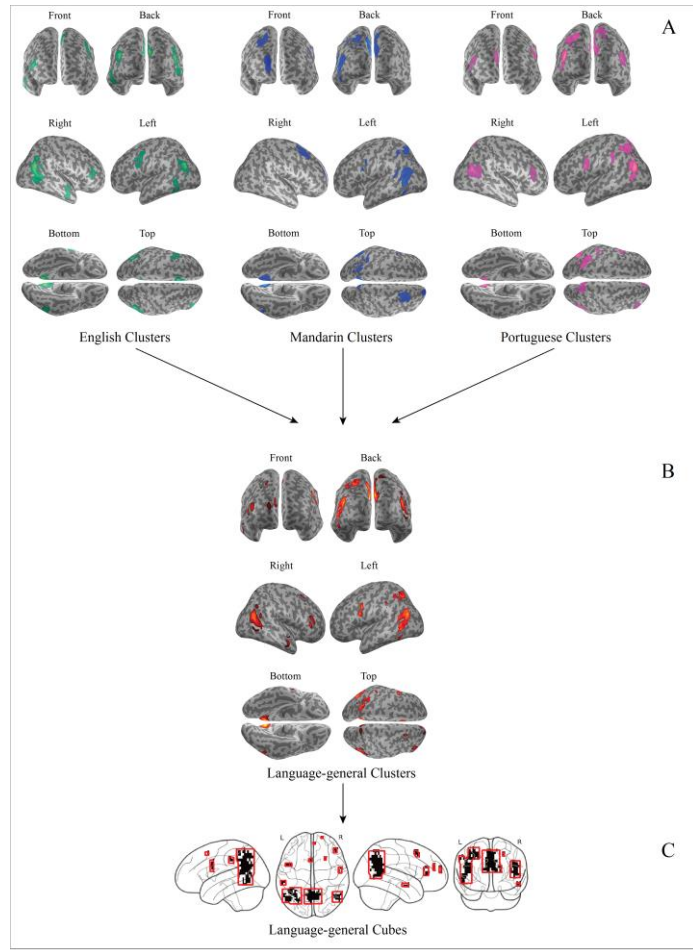 A
Front Back Front Back Front Back
Right Left Right Left Right Left
Bottom Top Bottom Top Bottom Top
English Clusters Mandarin Clusters Portuguese Clusters
B
Front Back
Right Left
Bottom Top
Language-general Clusters
C
L R L R
Language-general Cubes